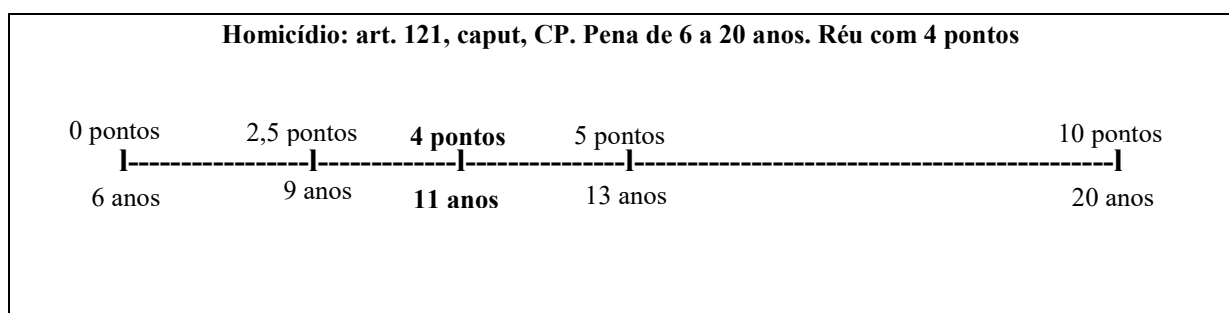 Homicídio: art. 121, caput, CP. Pena de 6 a 20 anos. Réu com 4 pontos
0 pontos 2,5 pontos 4 pontos 5 pontos 10 pontos
l-----------------l-------------l---------------l----------------------------------------------l
6 anos 9 anos 11 anos 13 anos 20 anos